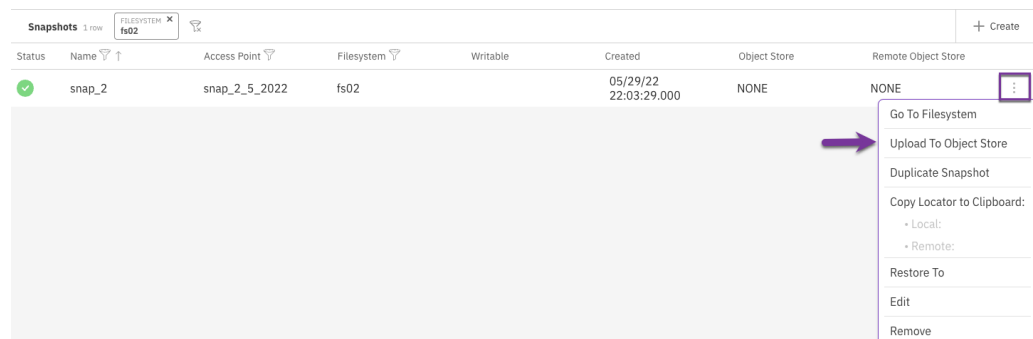 Snapshots 1 row FILESYSTEM ✕
fs02
+ Create
Status Name ↑ Access Point Filesystem Writable Created Object Store Remote Object Store
snap_2 snap_2_5_2022 fs02 05/29/22
22:03:29.000 NONE NONE
Go To Filesystem
Upload To Object Store
Duplicate Snapshot
Copy Locator to Clipboard:
• Local:
• Remote:
Restore To
Edit
Remove